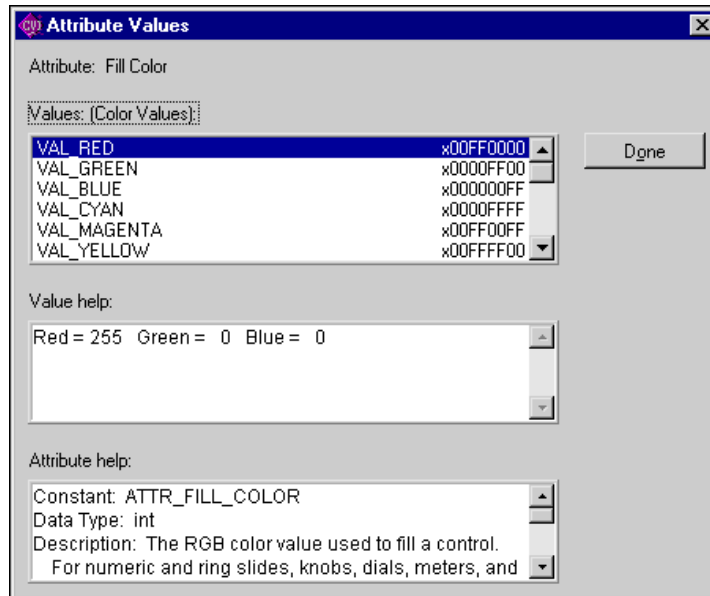 CVI Attribute Values
Attribute: Fill Color
Values: (Color Values):
VAL_RED x00FF0000
VAL_GREEN x0000FF00
VAL_BLUE x000000FF
VAL_CYAN x0000FFFF
VAL_MAGENTA x00FF00FF
VAL_YELLOW x00FFFF00
Done
Value help:
Red = 255 Green = 0 Blue = 0
Attribute help:
Constant: ATTR_FILL_COLOR
Data Type: int
Description: The RGB color value used to fill a control.
For numeric and ring slides, knobs, dials, meters, and